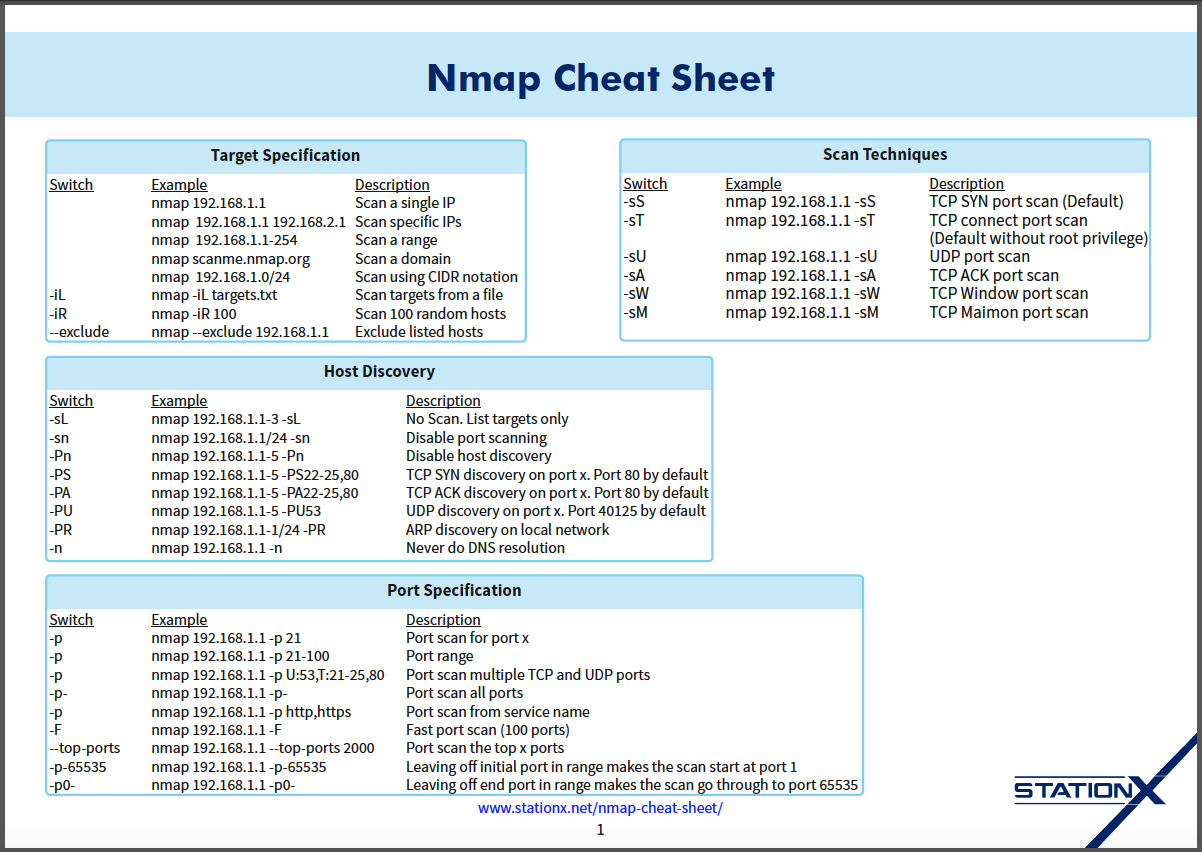 Nmap Cheat Sheet
Target Specification
Switch Example Description
nmap 192.168.1.1 Scan a single IP
nmap 192.168.1.1 192.168.2.1 Scan specific IPs
nmap 192.168.1.1-254 Scan a range
nmap scanme.nmap.org Scan a domain
nmap 192.168.1.0/24 Scan using CIDR notation
-iL nmap -iL targets.txt Scan targets from a file
-iR nmap -iR 100 Scan 100 random hosts
--exclude nmap --exclude 192.168.1.1 Exclude listed hosts
Scan Techniques
Switch Example Description
-sS nmap 192.168.1.1 -sS TCP SYN port scan (Default)
-sT nmap 192.168.1.1 -sT TCP connect port scan
(Default without root privilege)
-sU nmap 192.168.1.1 -sU UDP port scan
-sA nmap 192.168.1.1 -sA TCP ACK port scan
-sW nmap 192.168.1.1 -sW TCP Window port scan
-sM nmap 192.168.1.1 -sM TCP Maimon port scan
Host Discovery
Switch Example Description
-sL nmap 192.168.1.1-3 -sL No Scan. List targets only
-sn nmap 192.168.1.1/24 -sn Disable port scanning
-Pn nmap 192.168.1.1-5 -Pn Disable host discovery
-PS nmap 192.168.1.1-5 -PS22-25,80 TCP SYN discovery on port x. Port 80 by default
-PA nmap 192.168.1.1-5 -PA22-25,80 TCP ACK discovery on port x. Port 80 by default
-PU nmap 192.168.1.1-5 -PU53 UDP discovery on port x. Port 40125 by default
-PR nmap 192.168.1.1-1/24 -PR ARP discovery on local network
-n nmap 192.168.1.1 -n Never do DNS resolution
Port Specification
Switch Example Description
-p nmap 192.168.1.1 -p 21 Port scan for port x
-p nmap 192.168.1.1 -p 21-100 Port range
-p nmap 192.168.1.1 -p U:53,T:21-25,80 Port scan multiple TCP and UDP ports
-p- nmap 192.168.1.1 -p- Port scan all ports
-p nmap 192.168.1.1 -p http,https Port scan from service name
-F nmap 192.168.1.1 -F Fast port scan (100 ports)
--top-ports nmap 192.168.1.1 --top-ports 2000 Port scan the top x ports
-p-65535 nmap 192.168.1.1 -p-65535 Leaving off initial port in range makes the scan start at port 1
-p0- nmap 192.168.1.1 -p0- Leaving off end port in range makes the scan go through to port 65535
www.stationx.net/nmap-cheat-sheet/
1
STATIONX